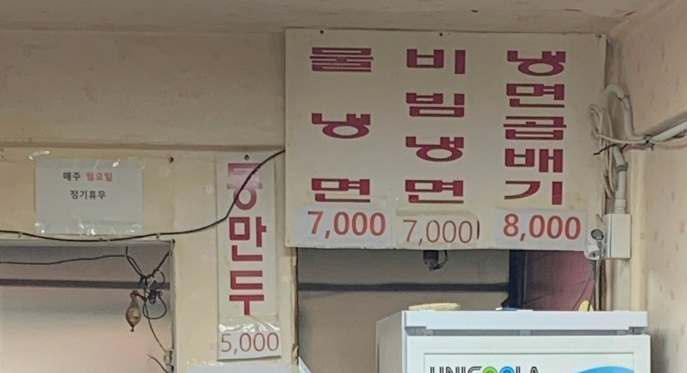 매주 월요일
정기휴무
왕만두
5,000
물냉면
7,000
비빔냉면
7,000
냉면곱배기
8,000
UNICOOLA